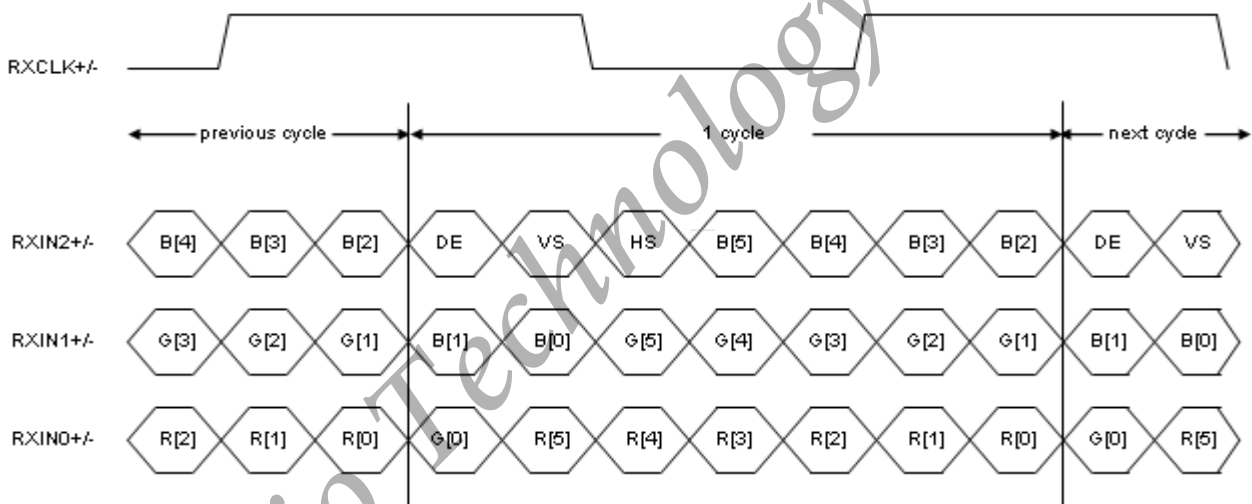 RXCLK+/-
previous cycle 1 cycle next cycle
RXIN2+/- B[4] B[3] B[2] DE VS HS B[5] B[4] B[3] B[2] DE VS
RXIN1+/- G[3] G[2] G[1] B[1] B[0] G[5] G[4] G[3] G[2] G[1] B[1] B[0]
RXIN0+/- R[2] R[1] R[0] G[0] R[5] R[4] R[3] R[2] R[1] R[0] G[0] R[5]
Technology